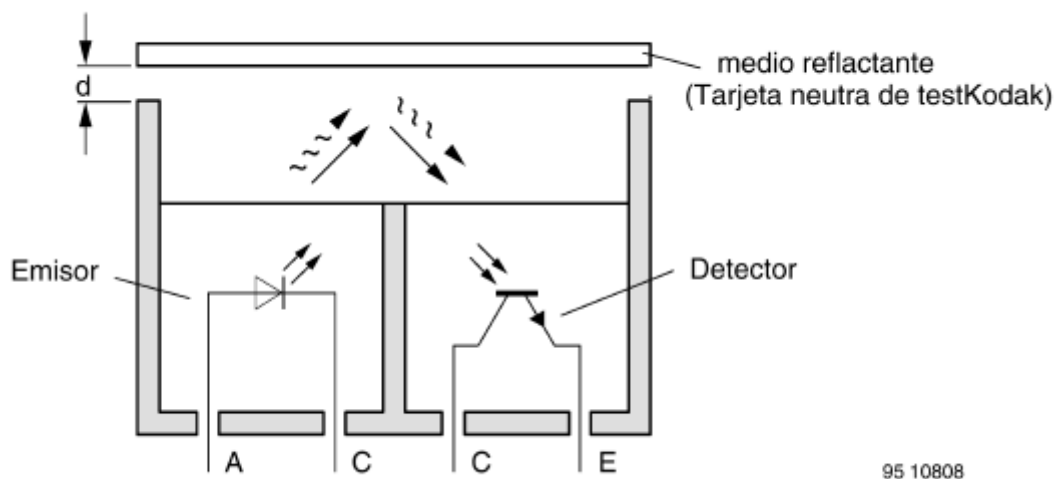 d
medio reflactante
(Tarjeta neutra de testKodak)
Emisor
Detector
A
C
C
E
95 10808